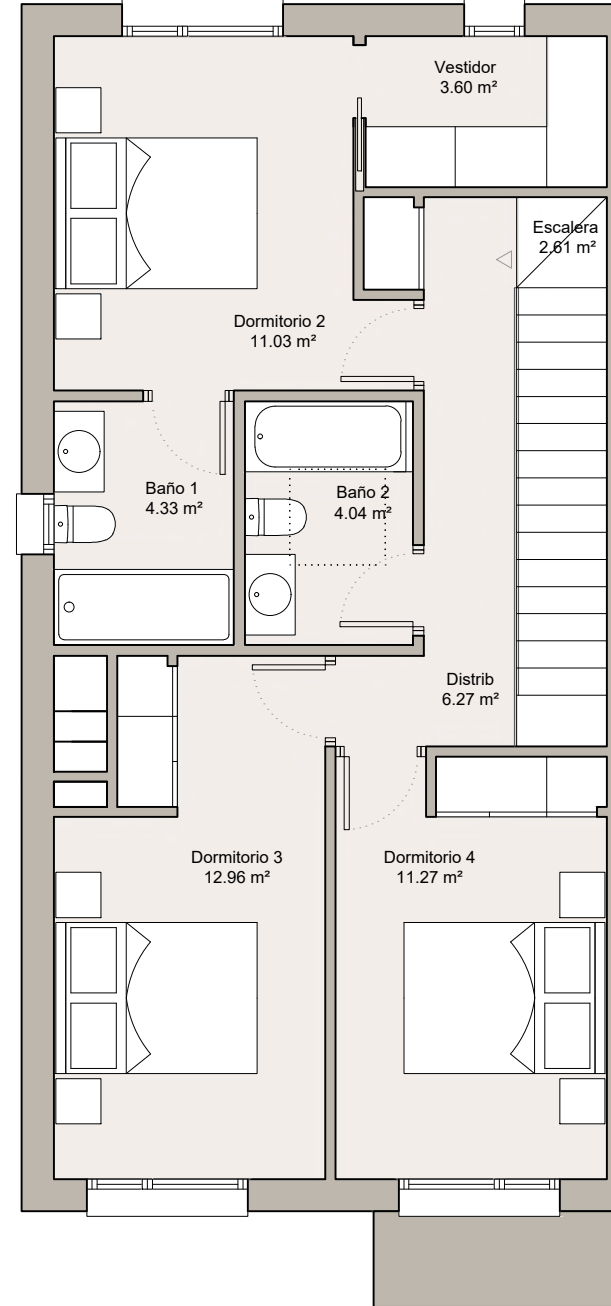 Vestidor
3.60 m²
Escalera
2.61 m²
Dormitorio 2
11.03 m²
Baño 1
4.33 m²
Baño 2
4.04 m²
Distrib
6.27 m²
Dormitorio 3
12.96 m²
Dormitorio 4
11.27 m²